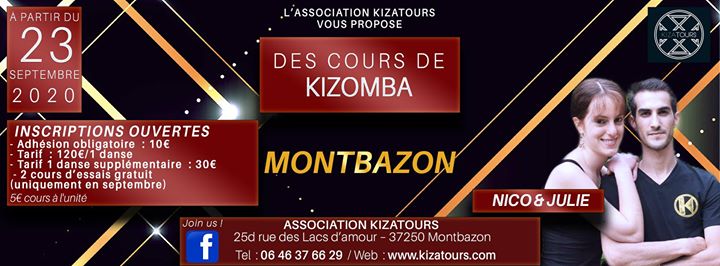 À PARTIR DU
23
SEPTEMBRE
2020
L'ASSOCIATION KIZATOURS
VOUS PROPOSE
DES COURS DE
KIZOMBA
KIZATOURS
INSCRIPTIONS OUVERTES
- Adhésion obligatoire : 10€
- Tarif : 120€/1 danse
- Tarif 1 danse supplémentaire : 30€
- 2 cours d'essais gratuit
(uniquement en septembre)
5€ cours à l'unité
MONTBAZON
NICO & JULIE
Join us !
f
ASSOCIATION KIZATOURS
25d rue des Lacs d'amour – 37250 Montbazon
Tel : 06 46 37 66 29 / Web : www.kizatours.com
K